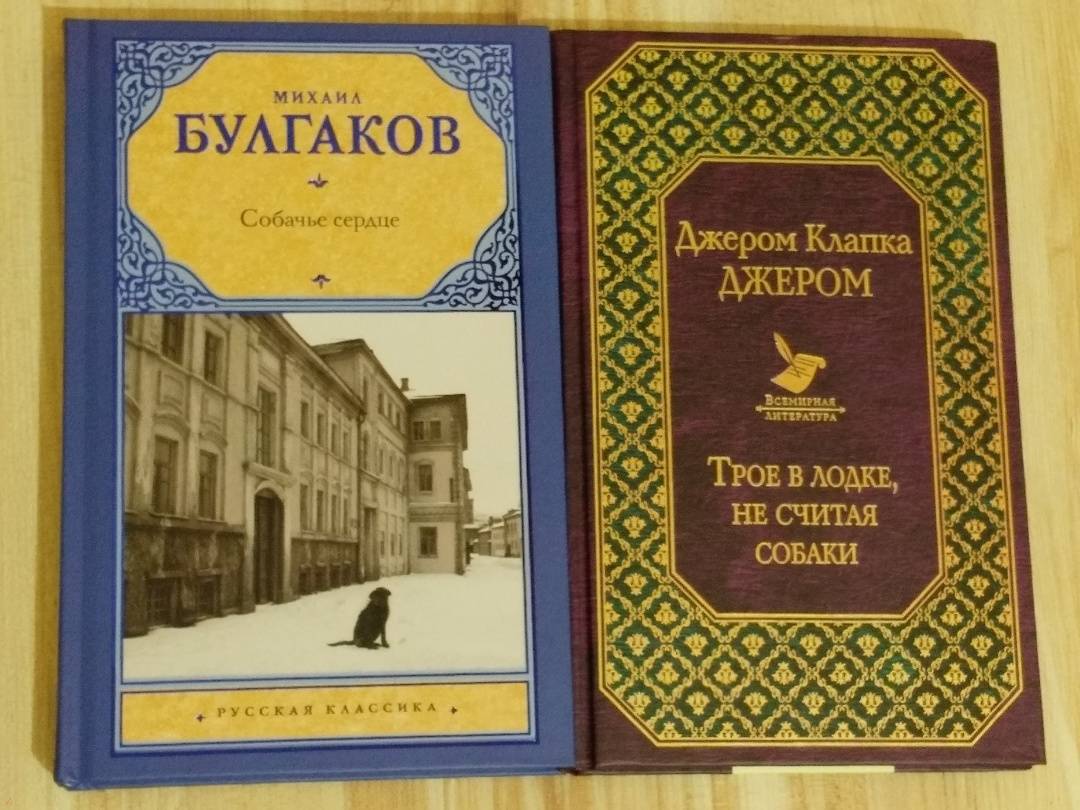 МИХАИЛ
БУЛГАКОВ
Собачье сердце
РУССКАЯ КЛАССИКА
Джером Клапка
ДЖЕРОМ
ВСЕМИРНАЯ
ЛИТЕРАТУРА
ТРОЕ В ЛОДКЕ,
НЕ СЧИТАЯ
СОБАКИ